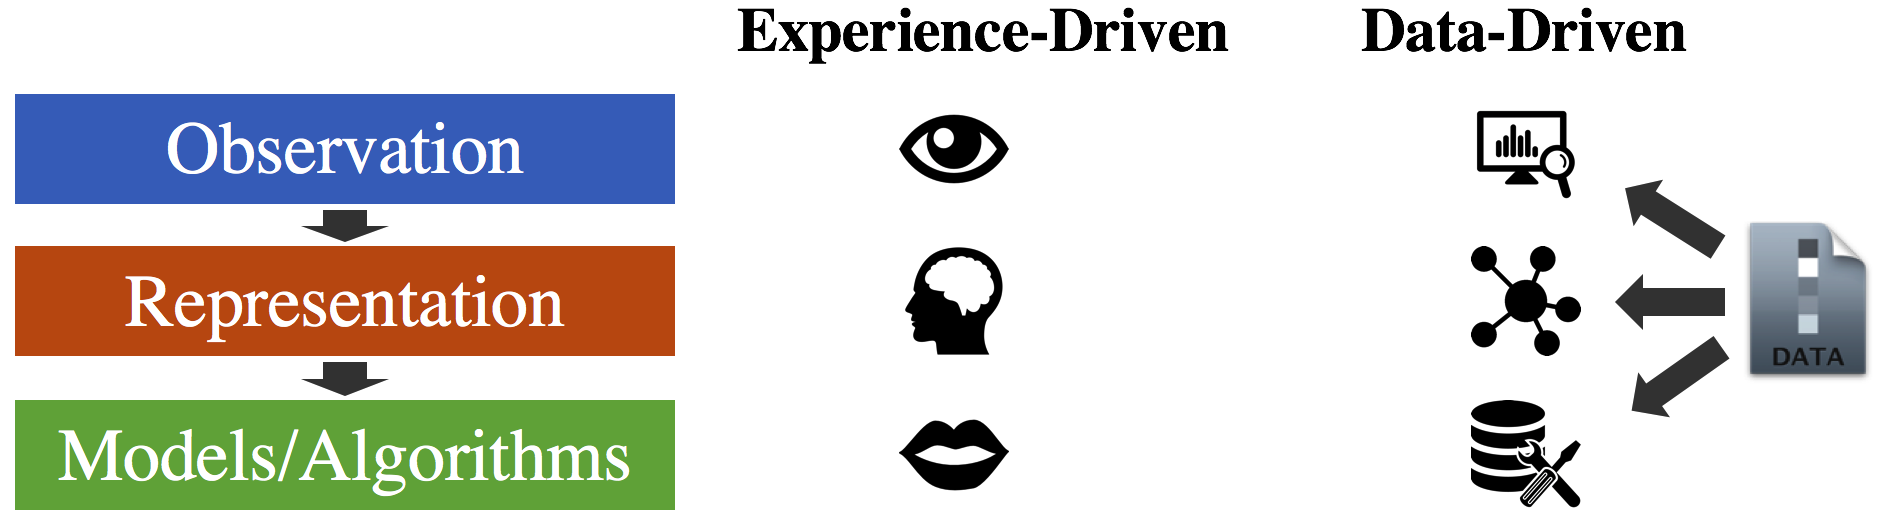 Experience-Driven
Data-Driven
Observation
Representation
DATA
Models/Algorithms